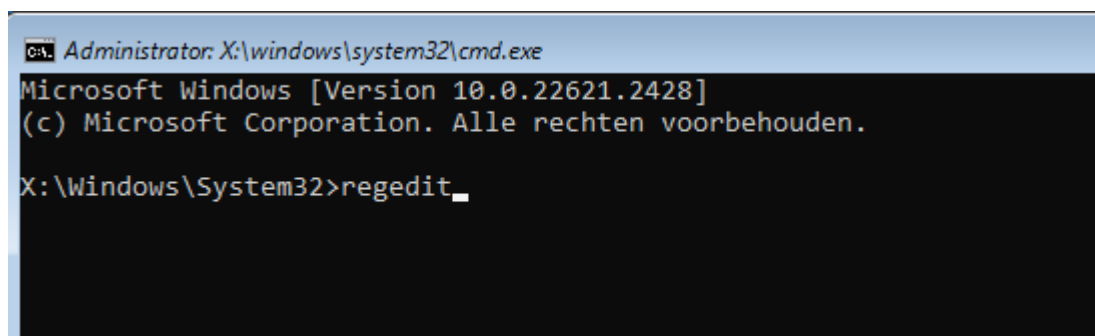 Administrator: X:\windows\system32\cmd.exe
Microsoft Windows [Version 10.0.22621.2428]
(c) Microsoft Corporation. Alle rechten voorbehouden.
X:\Windows\System32>regedit